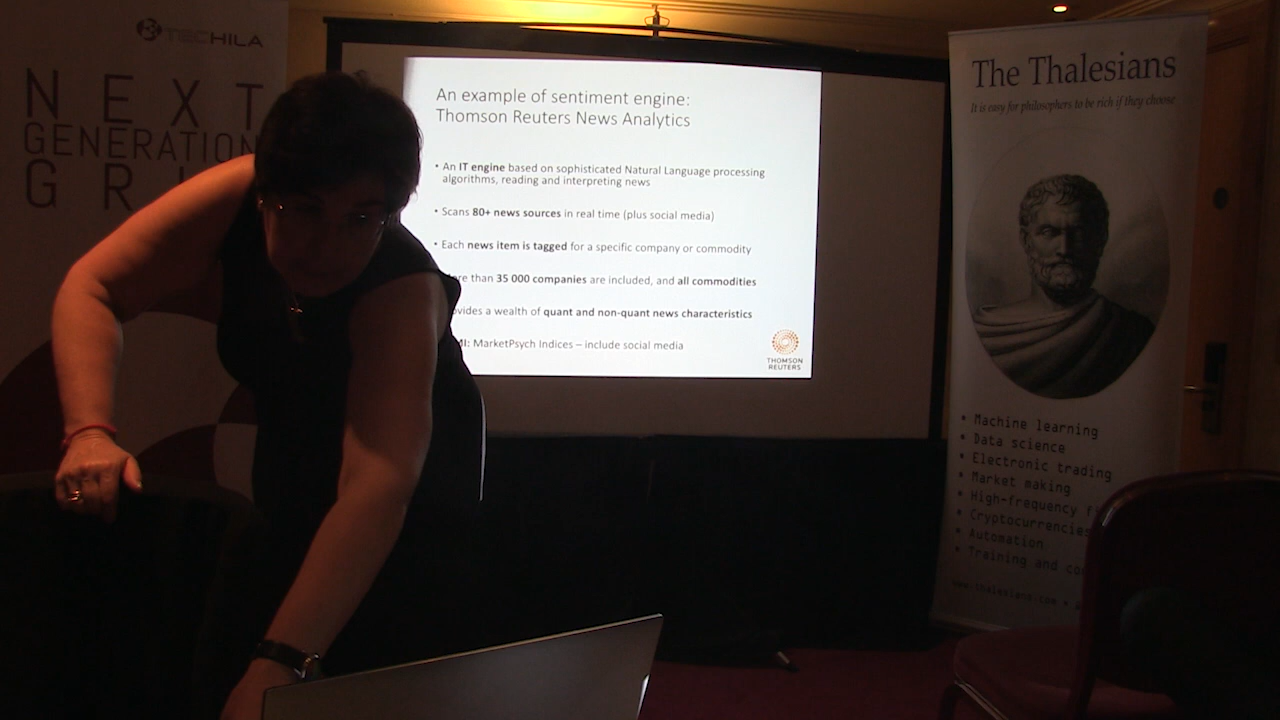 TECHILA
NEXT
GENERATION
An example of sentiment engine:
Thomson Reuters News Analytics
• An IT engine based on sophisticated Natural Language processing
algorithms, reading and interpreting news
• Scans 80+ news sources in real time (plus social media)
• Each news item is tagged for a specific company or commodity
than 35 000 companies are included, and all commodities
a wealth of quant and non-quant news characteristics
MarketPsych Indices – include social media
THOMSON
REUTERS
The Thalesians
It is easy for philosophers to be rich if they choose
• Machine learning
• Data science
• Electronic trading
• Market making
• High-frequency
• Cryptocurrencies
• Automation
• Training and
www.thalesians.com